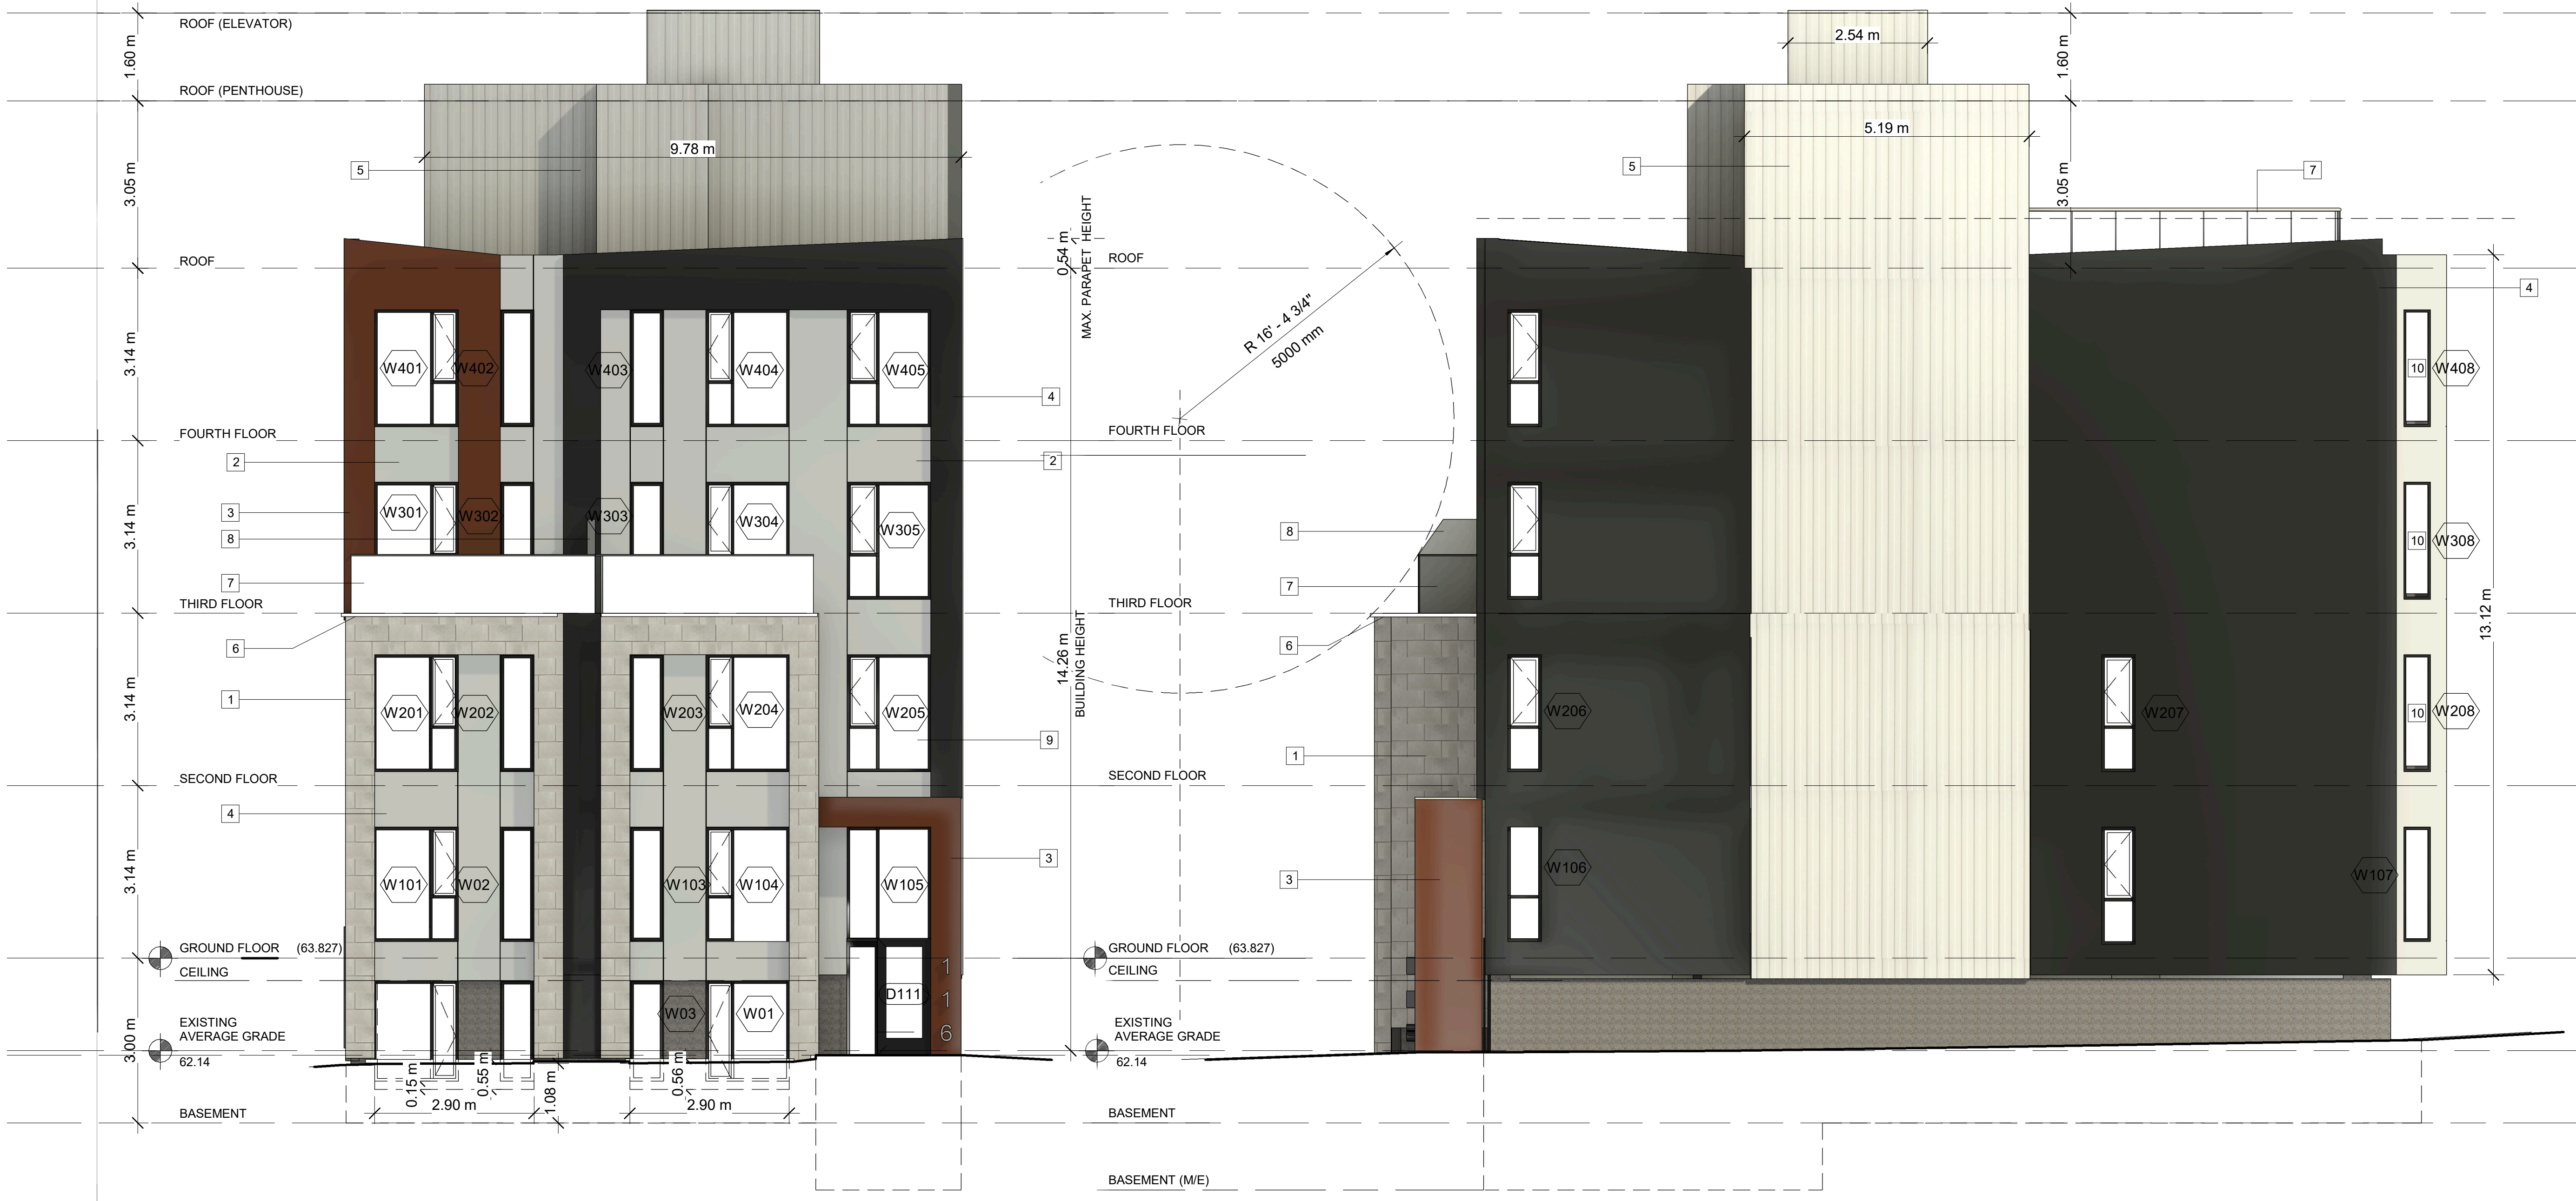 ROOF (ELEVATOR)
1.60 m
ROOF (PENTHOUSE)
3.05 m
9.78 m
5
ROOF
3.14 m
W401
W402
W403
W404
W405
4
FOURTH FLOOR
2
2
3.14 m
3
W301
W302
W303
W304
W305
8
7
THIRD FLOOR
6
3.14 m
1
W201
W202
W203
W204
W205
9
SECOND FLOOR
4
3.14 m
W101
W02
W103
W104
W105
3
GROUND FLOOR (63.827)
CEILING
1
1
6
D111
W03
W01
EXISTING
AVERAGE GRADE
62.14
3.00 m
0.15 m
0.55 m
1.08 m
0.56 m
2.90 m
2.90 m
BASEMENT
0.54 m
MAX. PARAPET HEIGHT
14.26 m
BUILDING HEIGHT
R 16' - 4 3/4"
5000 mm
2.54 m
1.60 m
5.19 m
5
3.05 m
7
ROOF
4
10
W408
FOURTH FLOOR
8
7
10
W308
THIRD FLOOR
6
13.12 m
W206
W207
10
W208
1
SECOND FLOOR
W106
W107
3
GROUND FLOOR (63.827)
CEILING
EXISTING
AVERAGE GRADE
62.14
BASEMENT
BASEMENT (M/E)